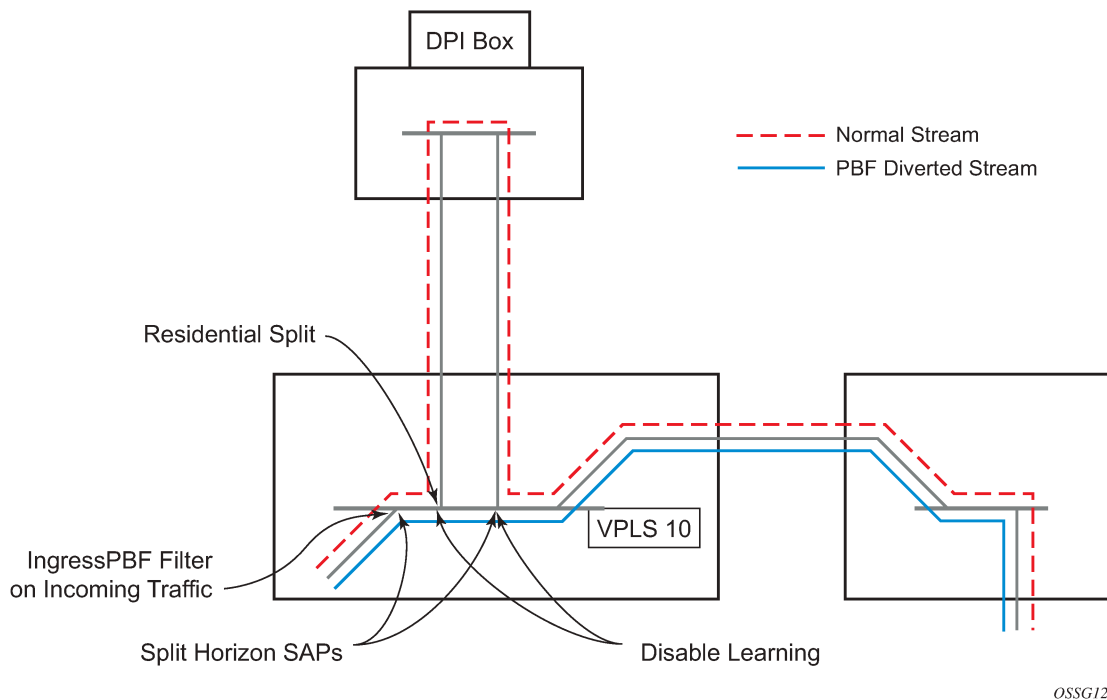 DPI Box
Normal Stream
PBF Diverted Stream
Residential Split
VPLS 10
IngressPBF Filter
on Incoming Traffic
Split Horizon SAPs
Disable Learning
OSSG12